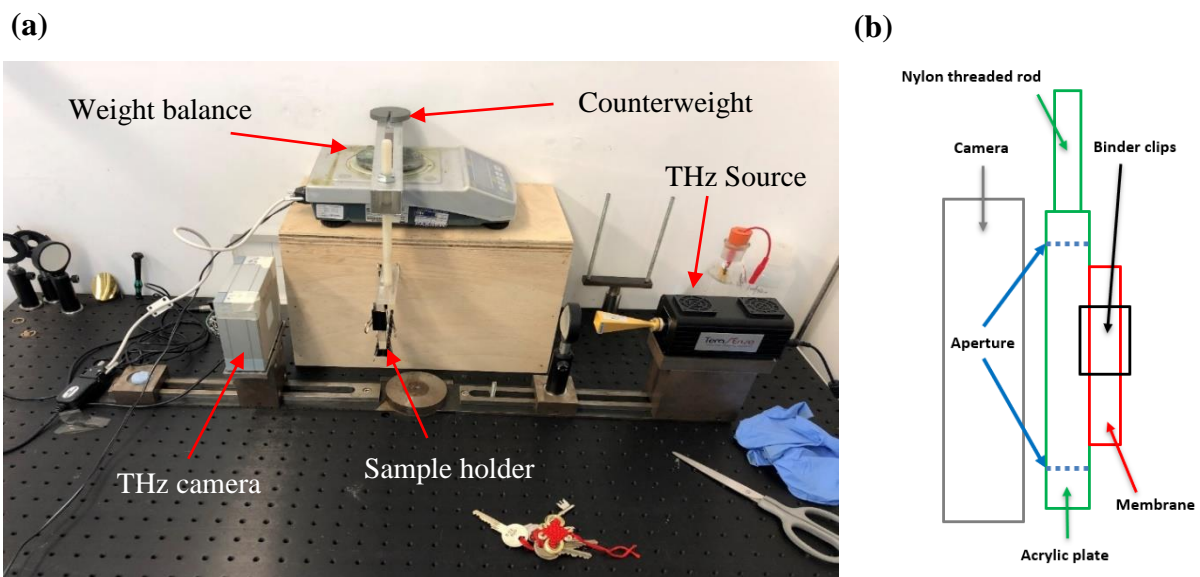 (a)
Weight balance
Counterweight
THz Source
THz camera
Sample holder
(b)
Nylon threaded rod
Camera
Binder clips
Aperture
Membrane
Acrylic plate